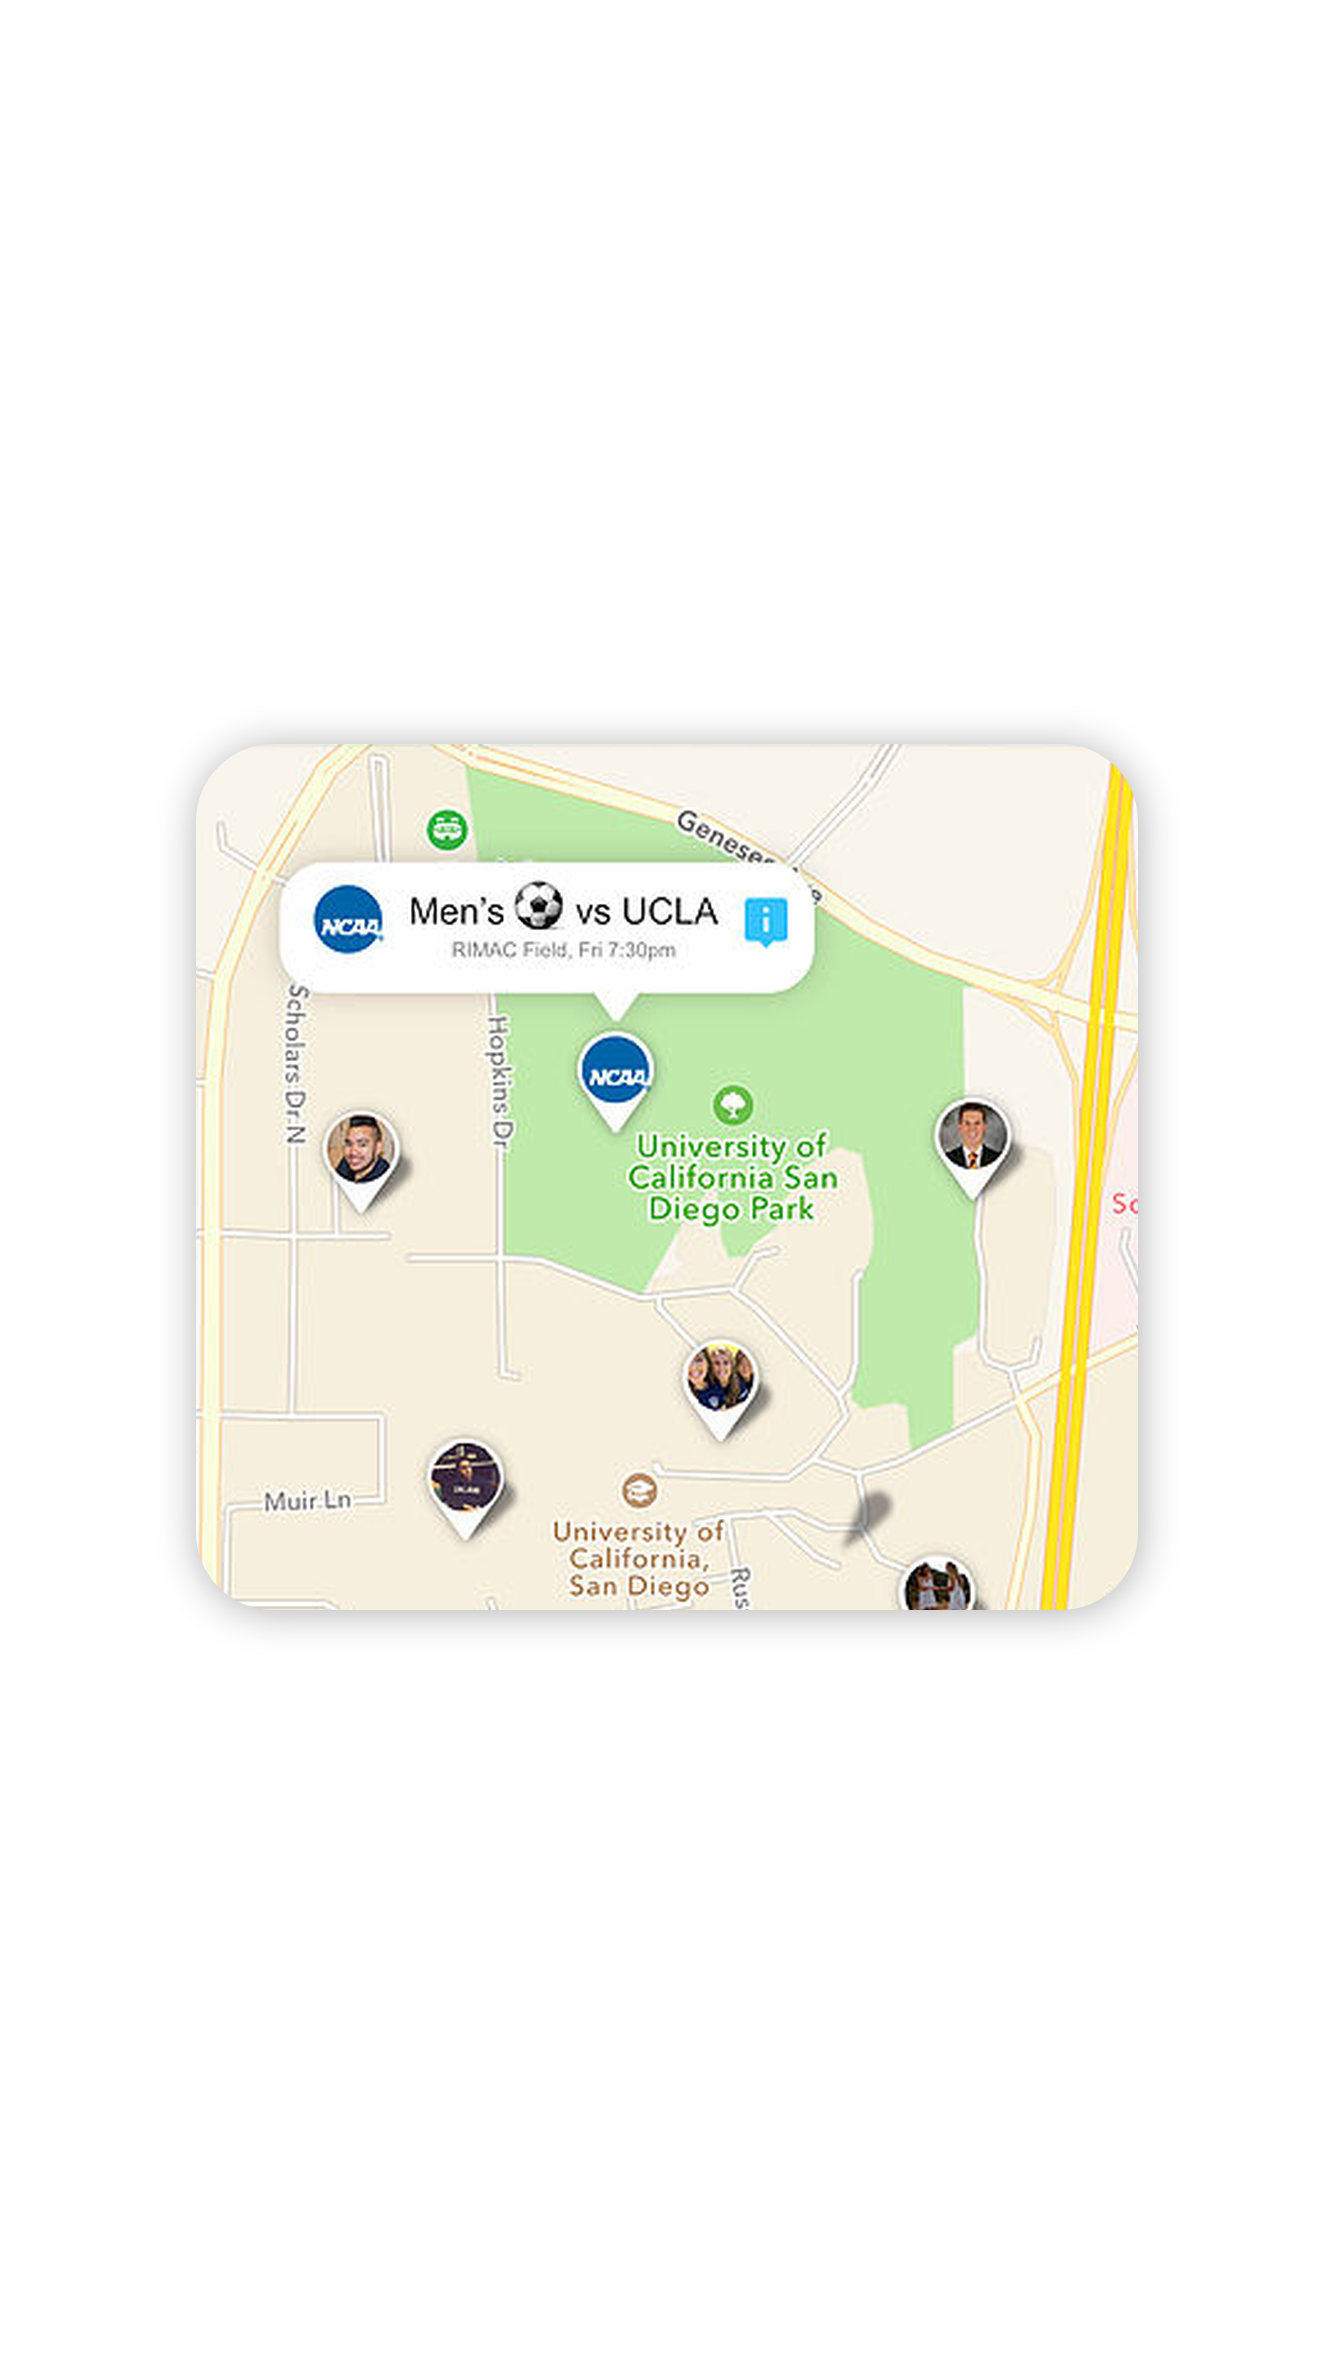 Genesee Ave
NCAA
Men's ⚽ vs UCLA
RIMAC Field, Fri 7:30pm
i
Scholars Dr N
Hopkins Dr
NCAA
University of
California San
Diego Park
Muir Ln
University of
California,
San Diego
Rus
Sc